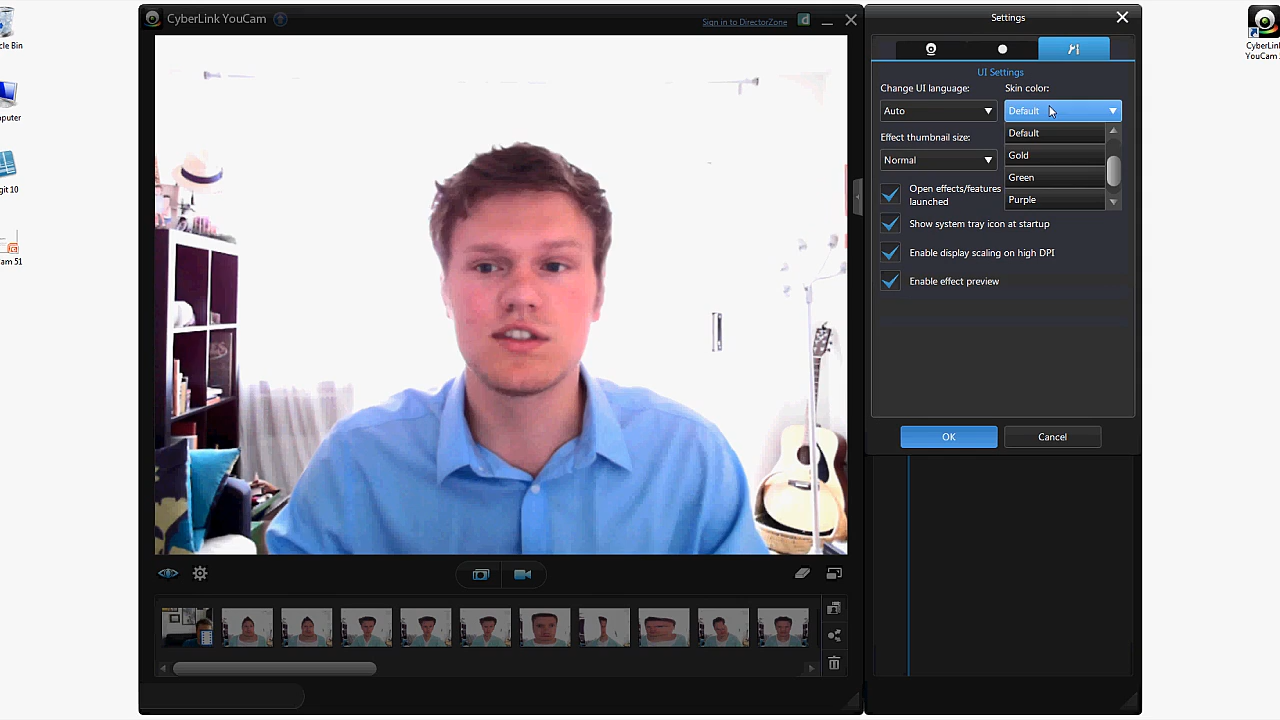 CyberLink YouCam
Sign in to DirectorZone
Settings
UI Settings
Change UI language:
Skin color:
Auto
Default
Effect thumbnail size:
Normal
Default
Gold
Green
Purple
Open effects/features
launched
Show system tray icon at startup
Enable display scaling on high DPI
Enable effect preview
OK
Cancel
cle Bin
puter
git 10
am 51
CyberLink
YouCam